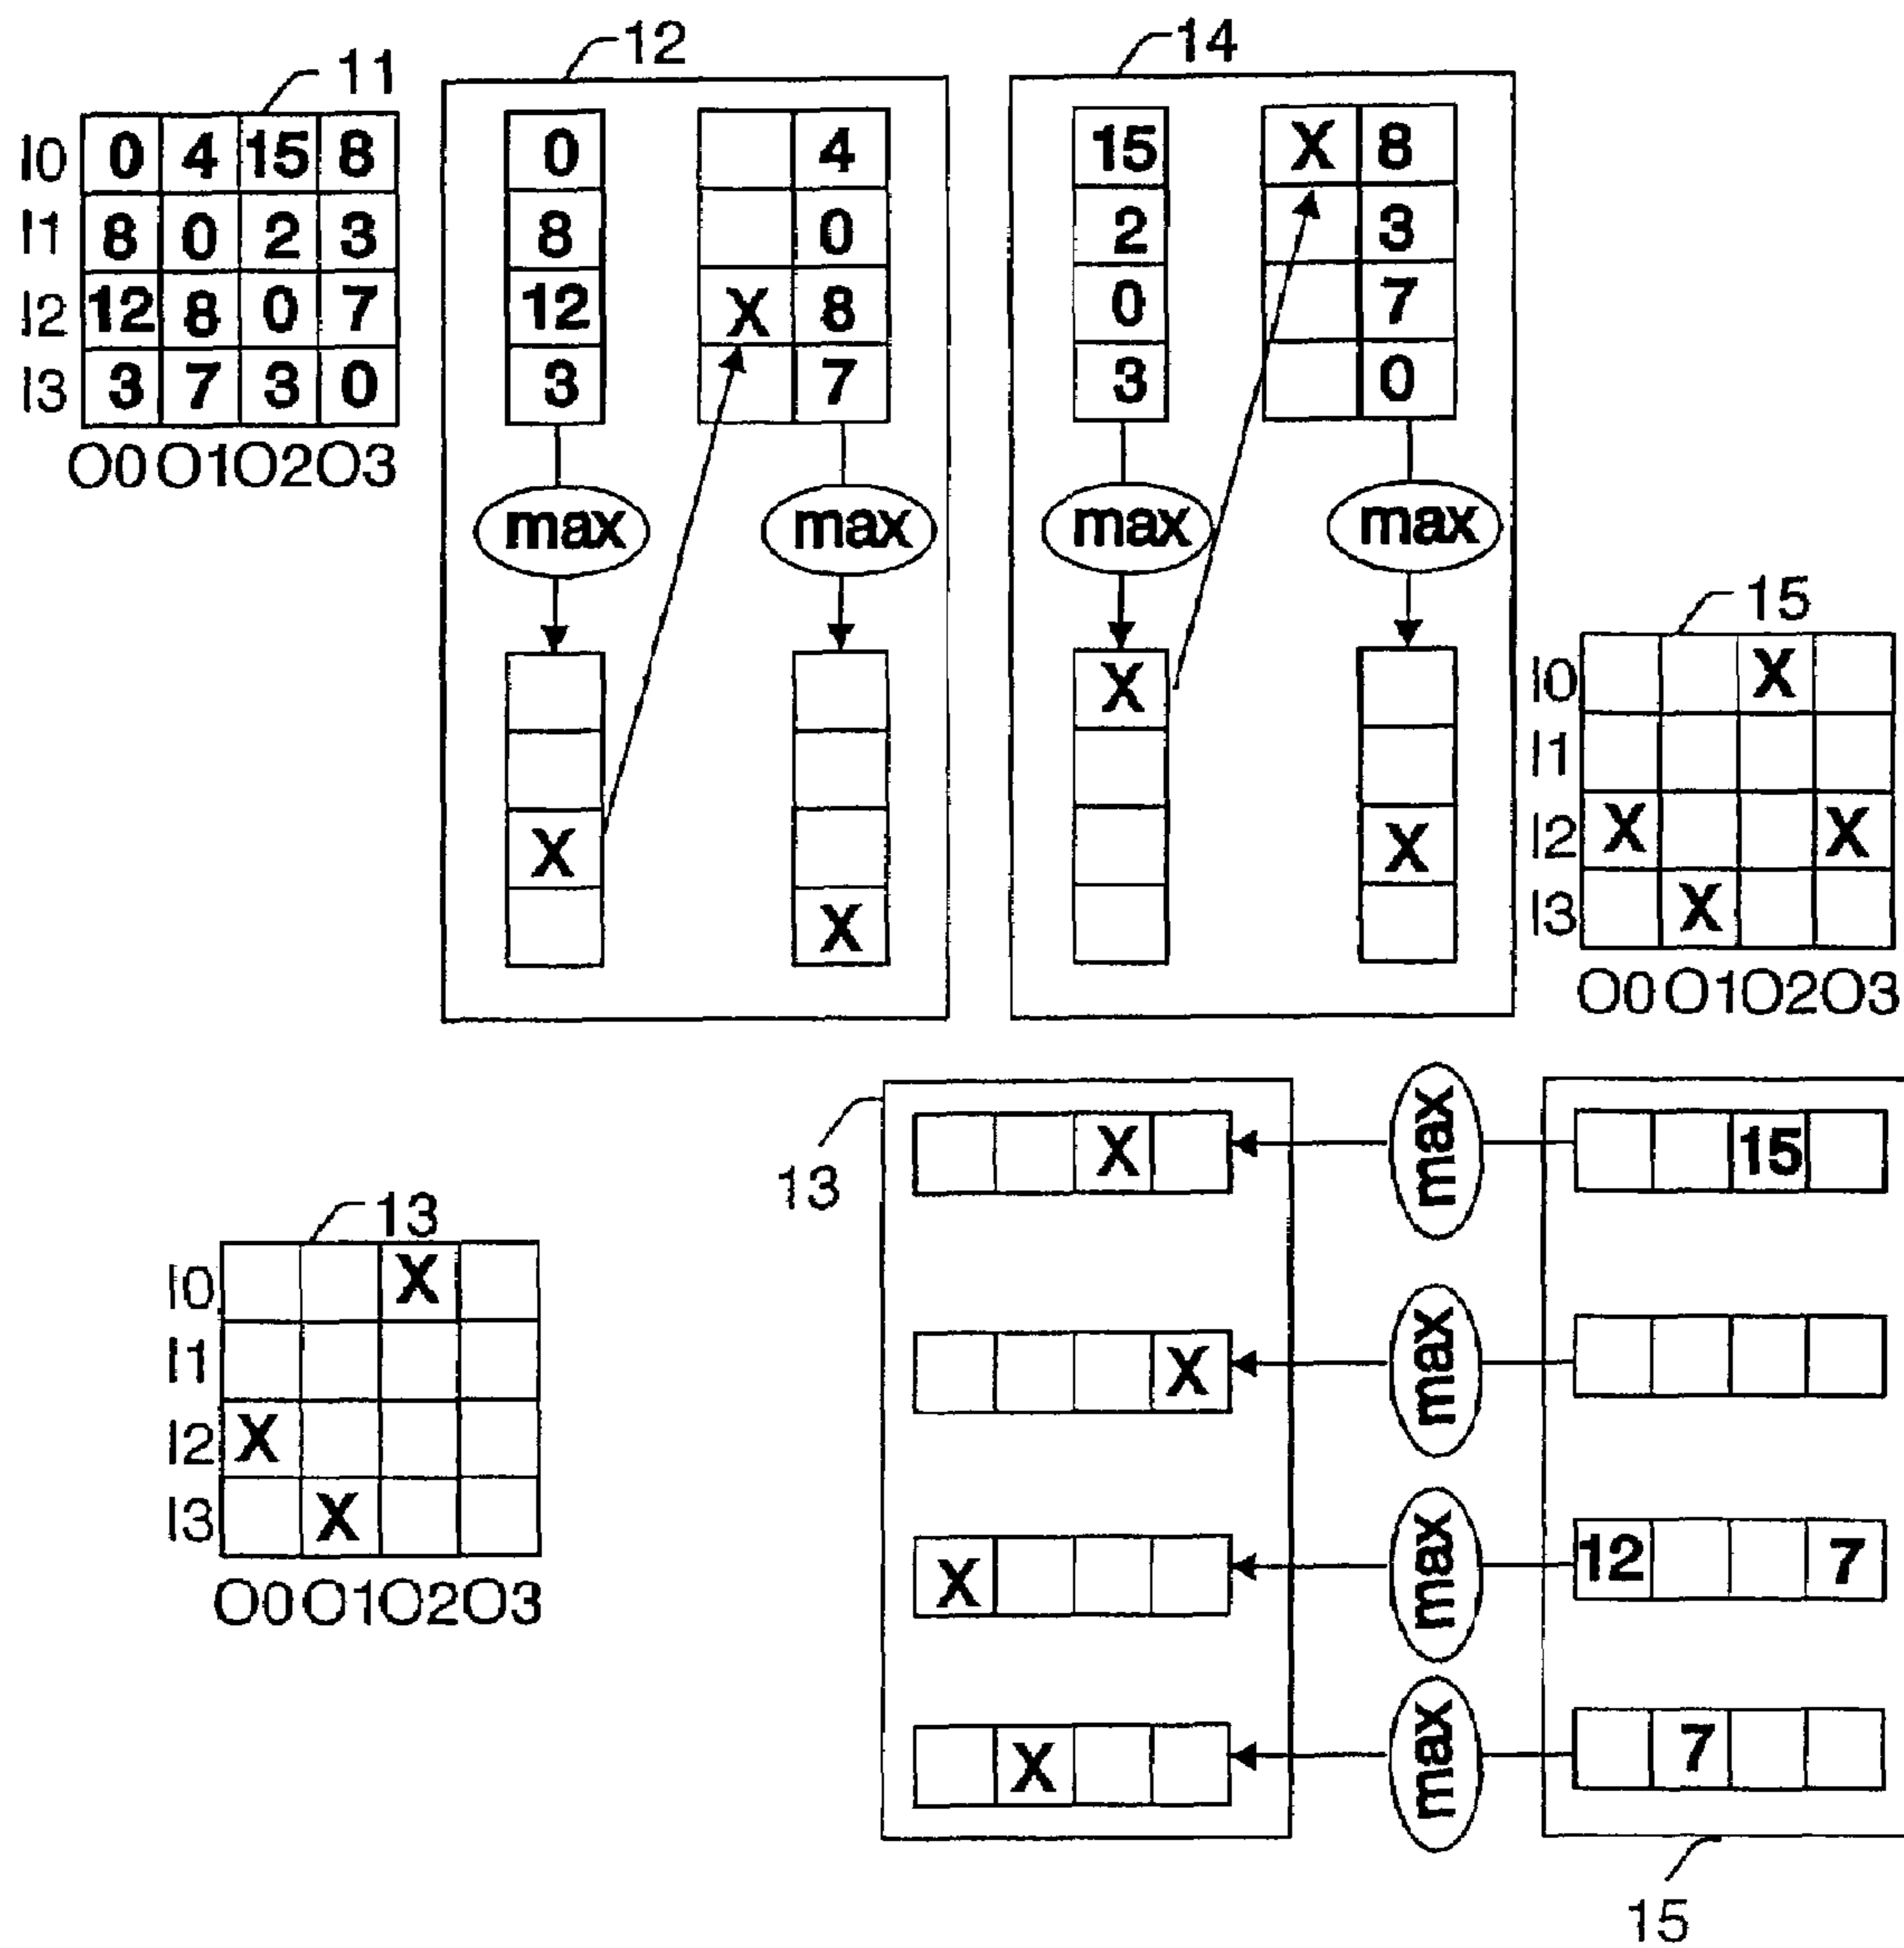 11
I0 0 4 15 8
I1 8 0 2 3
I2 12 8 0 7
I3 3 7 3 0
O0 O1 O2 O3
12
0 4
8 0
12 X 8
3 7
max max
X
X
14
15 X 8
2 3
0 7
3 0
max max
X
X
15
I0 X
I1
I2 X X
I3 X
O0 O1 O2 O3
13
I0 X
I1
I2 X
I3 X
O0 O1 O2 O3
13
X max 15
X max
X max 12 7
X max 7
15